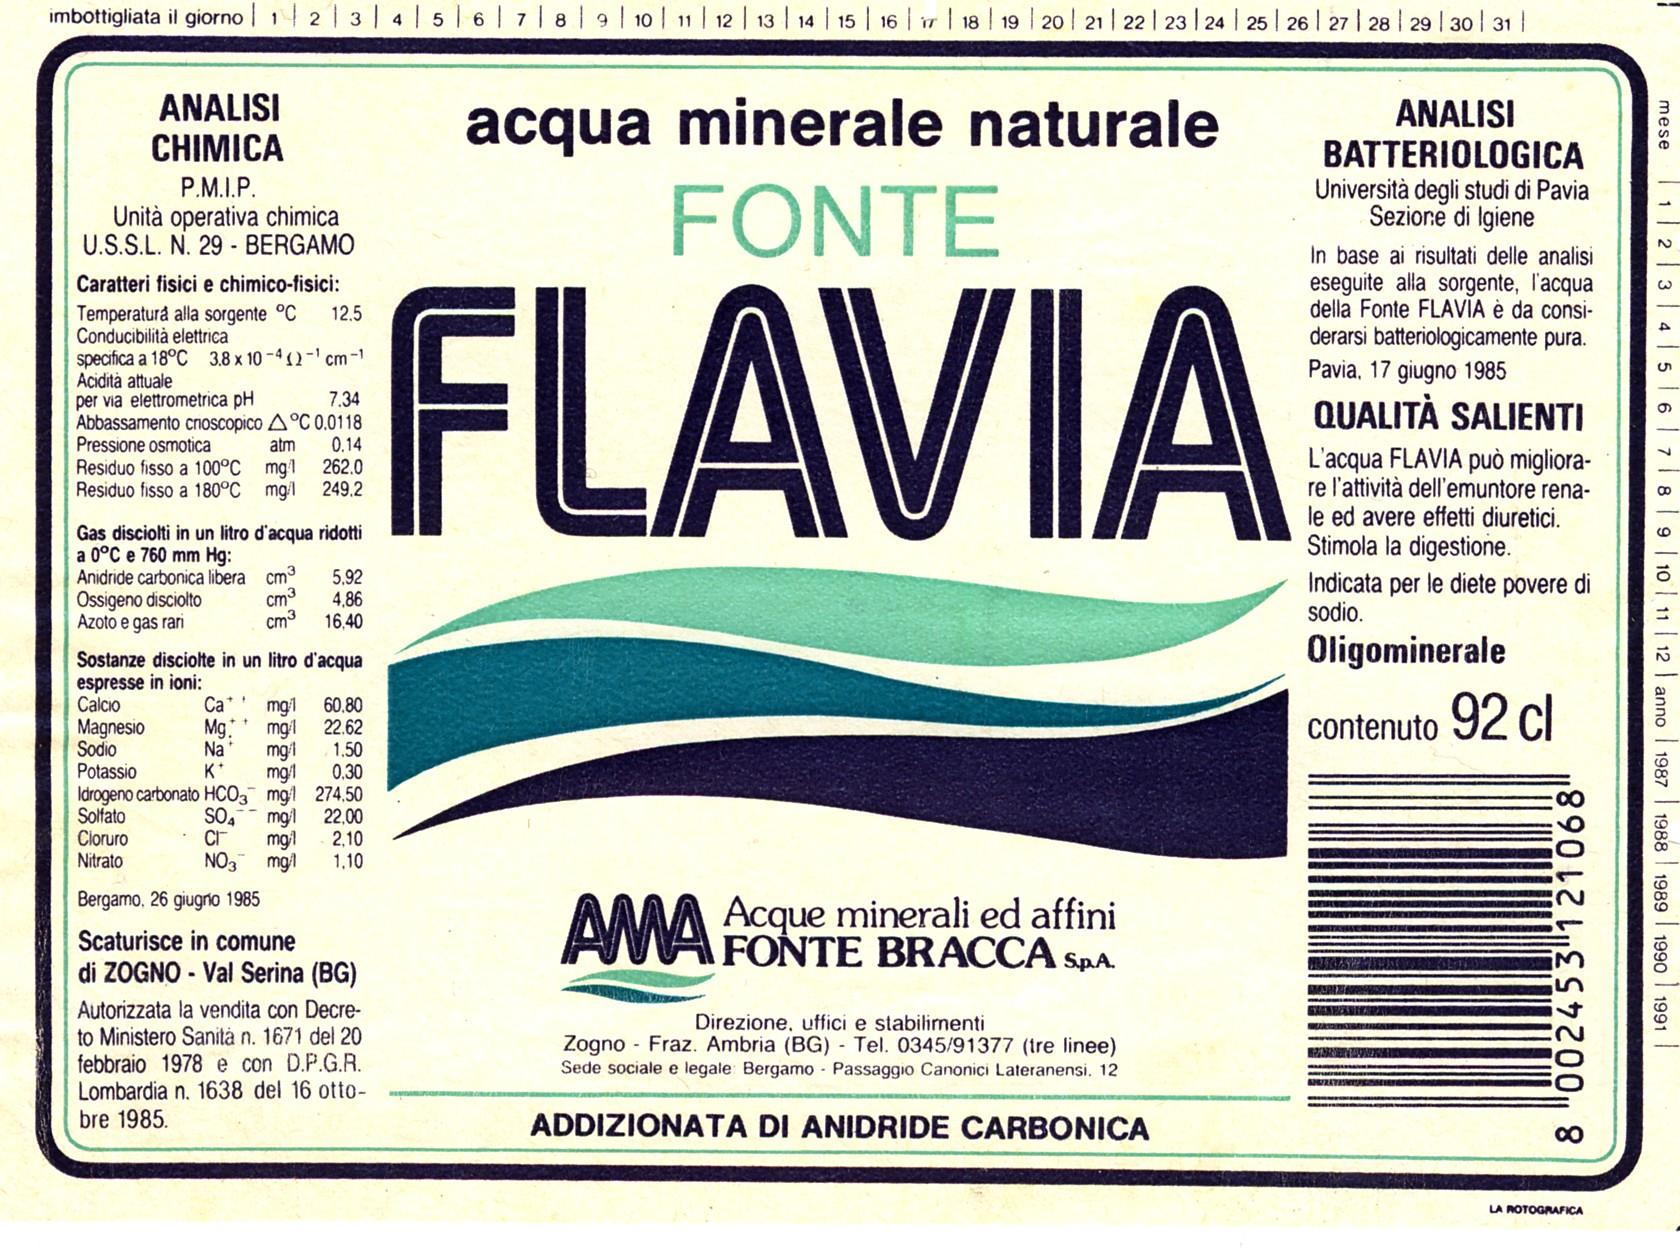 imbottigliata il giorno | 1 | 2 | 3 | 4 | 5 | 6 | 7 | 8 | 9 | 10 | 11 | 12 | 13 | 14 | 15 | 16 | 17 | 18 | 19 | 20 | 21 | 22 | 23 | 24 | 25 | 26 | 27 | 28 | 29 | 30 | 31 |
ANALISI
CHIMICA
P.M.I.P.
Unità operativa chimica
U.S.S.L. N. 29 - BERGAMO
Caratteri fisici e chimico-fisici:
Temperatura alla sorgente °C 12.5
Conducibilità elettrica
specifica a 18°C 3.8 x 10⁻⁴ Ω⁻¹ cm⁻¹
Acidità attuale
per via elettrometrica pH 7.34
Abbassamento crioscopico △ °C 0,0118
Pressione osmotica atm 0.14
Residuo fisso a 100°C mg/l 262.0
Residuo fisso a 180°C mg/l 249.2
Gas disciolti in un litro d'acqua ridotti
a 0°C e 760 mm Hg:
Anidride carbonica libera cm³ 5,92
Ossigeno disciolto cm³ 4,86
Azoto e gas rari cm³ 16,40
Sostanze disciolte in un litro d'acqua
espresse in ioni:
Calcio Ca⁺⁺ mg/l 60,80
Magnesio Mg⁺⁺ mg/l 22.62
Sodio Na⁺ mg/l 1,50
Potassio K⁺ mg/l 0,30
Idrogeno carbonato HCO₃⁻ mg/l 274,50
Solfato SO₄⁻⁻ mg/l 22,00
Cloruro Cl⁻ mg/l 2,10
Nitrato NO₃⁻ mg/l 1,10
Bergamo, 26 giugno 1985
Scaturisce in comune
di ZOGNO - Val Serina (BG)
Autorizzata la vendita con Decre-
to Ministero Sanità n. 1671 del 20
febbraio 1978 e con D.P.G.R.
Lombardia n. 1638 del 16 otto-
bre 1985.
acqua minerale naturale
FONTE
FLAVIA
AMA Acque minerali ed affini
FONTE BRACCA S.p.A.
Direzione, uffici e stabilimenti
Zogno - Fraz. Ambria (BG) - Tel. 0345/91377 (tre linee)
Sede sociale e legale: Bergamo - Passaggio Canonici Lateranensi, 12
ADDIZIONATA DI ANIDRIDE CARBONICA
ANALISI
BATTERIOLOGICA
Università degli studi di Pavia
Sezione di Igiene
In base ai risultati delle analisi
eseguite alla sorgente, l'acqua
della Fonte FLAVIA è da consi-
derarsi batteriologicamente pura.
Pavia, 17 giugno 1985
QUALITÀ SALIENTI
L'acqua FLAVIA può migliora-
re l'attività dell'emuntore rena-
le ed avere effetti diuretici.
Stimola la digestione.
Indicata per le diete povere di
sodio.
Oligominerale
contenuto 92 cl
8 002453 121068
mese | 1 | 2 | 3 | 4 | 5 | 6 | 7 | 8 | 9 | 10 | 11 | 12 | anno | 1987 | 1988 | 1989 | 1990 | 1991 |
LA ROTOGRAFICA